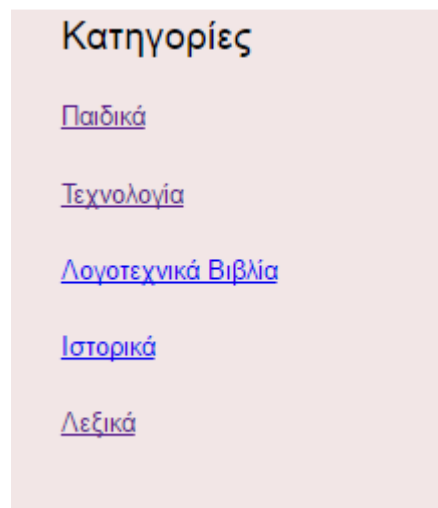 Κατηγορίες
Παιδικά
Τεχνολογία
Λογοτεχνικά Βιβλία
Ιστορικά
Λεξικά